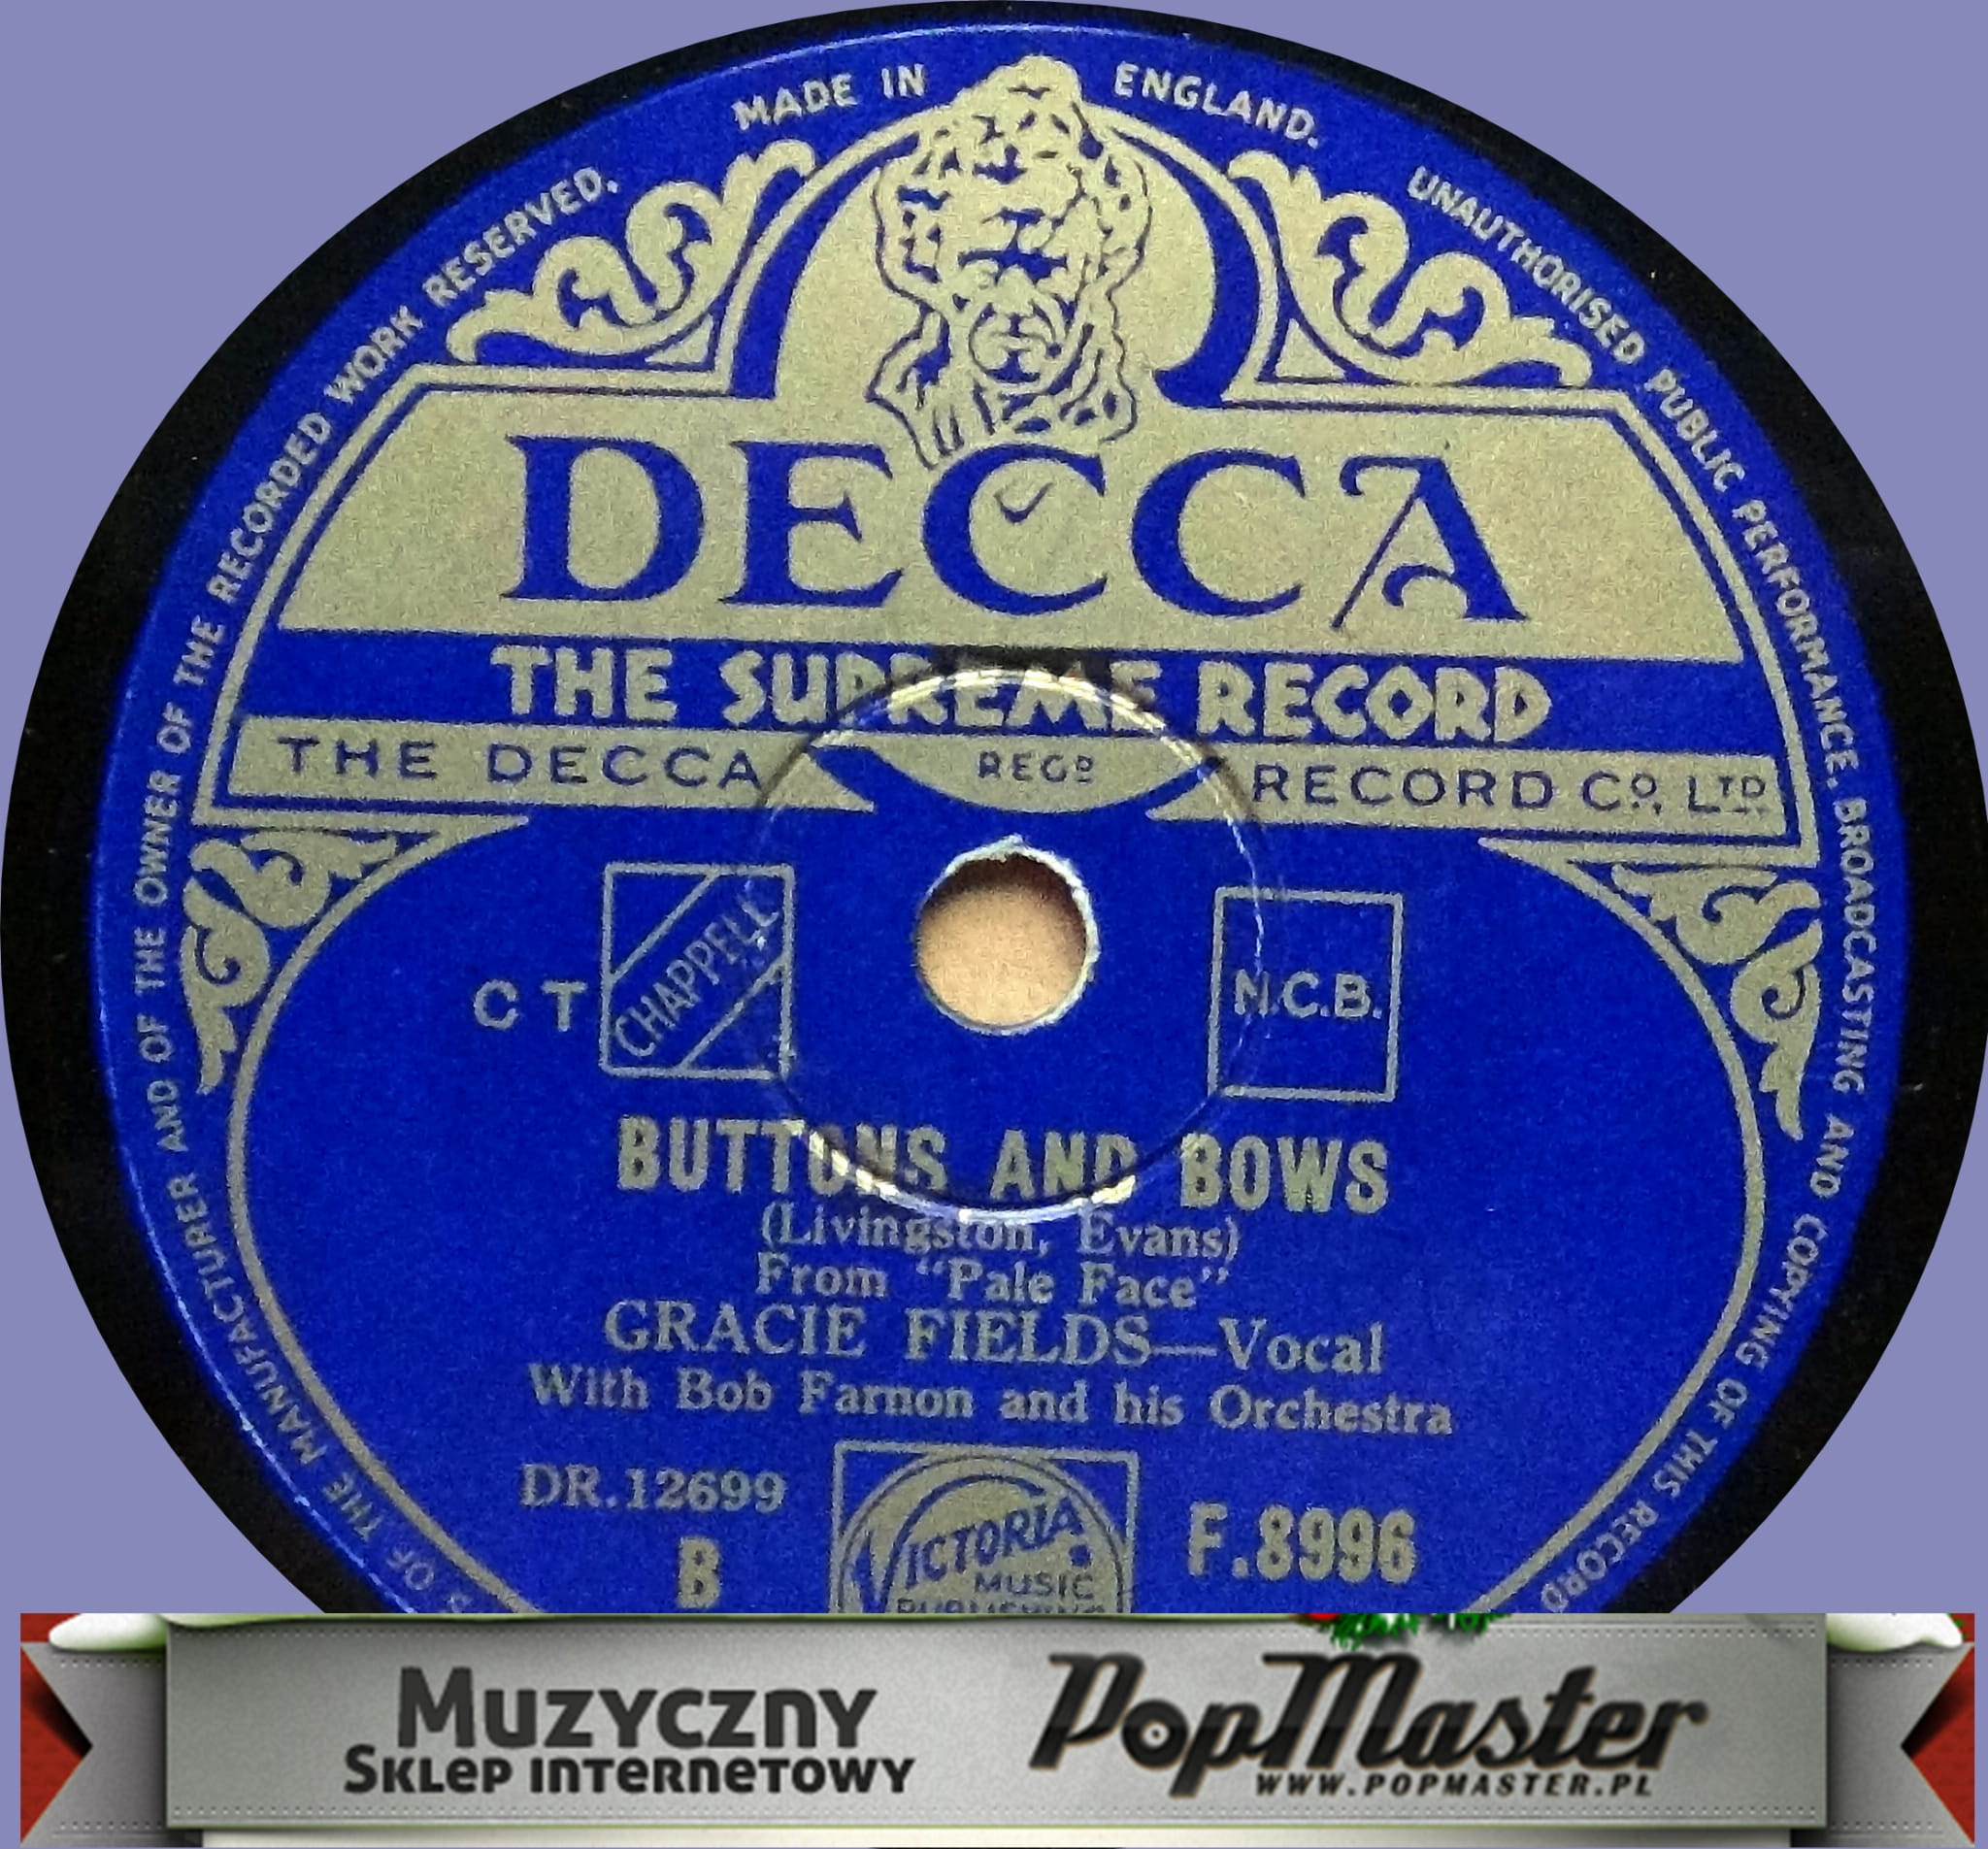 MADE IN ENGLAND.
UNAUTHORISED PUBLIC PERFORMANCE. BROADCASTING AND COPYING OF THIS RECORD
OF THE MANUFACTURER AND OF THE OWNER OF THE RECORDED WORK RESERVED.
DECCA
THE SUPREME RECORD
THE DECCA REGD RECORD CO, LTD
C T CHAPPELL
N.C.B.
BUTTONS AND BOWS
(Livingston, Evans)
From "Pale Face"
GRACIE FIELDS—Vocal
With Bob Farnon and his Orchestra
DR.12699
B
VICTORIA
MUSIC
PUBLISHING
F.8996
MUZYCZNY
SKLEP INTERNETOWY
PopMaster
WWW.POPMASTER.PL